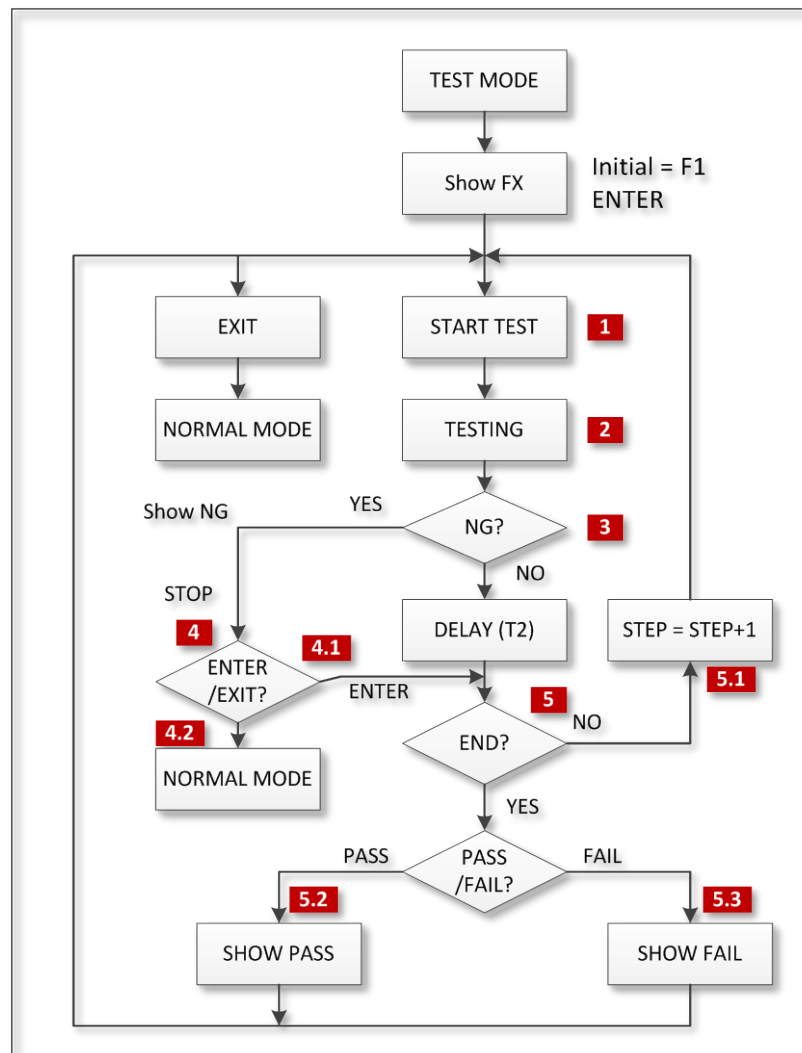 TEST MODE
Show FX
Initial = F1
ENTER
EXIT
START TEST
1
NORMAL MODE
TESTING
2
Show NG
YES
NG?
3
NO
STOP
DELAY (T2)
STEP = STEP+1
4
4.1
ENTER
/EXIT?
ENTER
5.1
4.2
5
NO
NORMAL MODE
END?
YES
PASS
PASS
/FAIL?
FAIL
5.2
5.3
SHOW PASS
SHOW FAIL